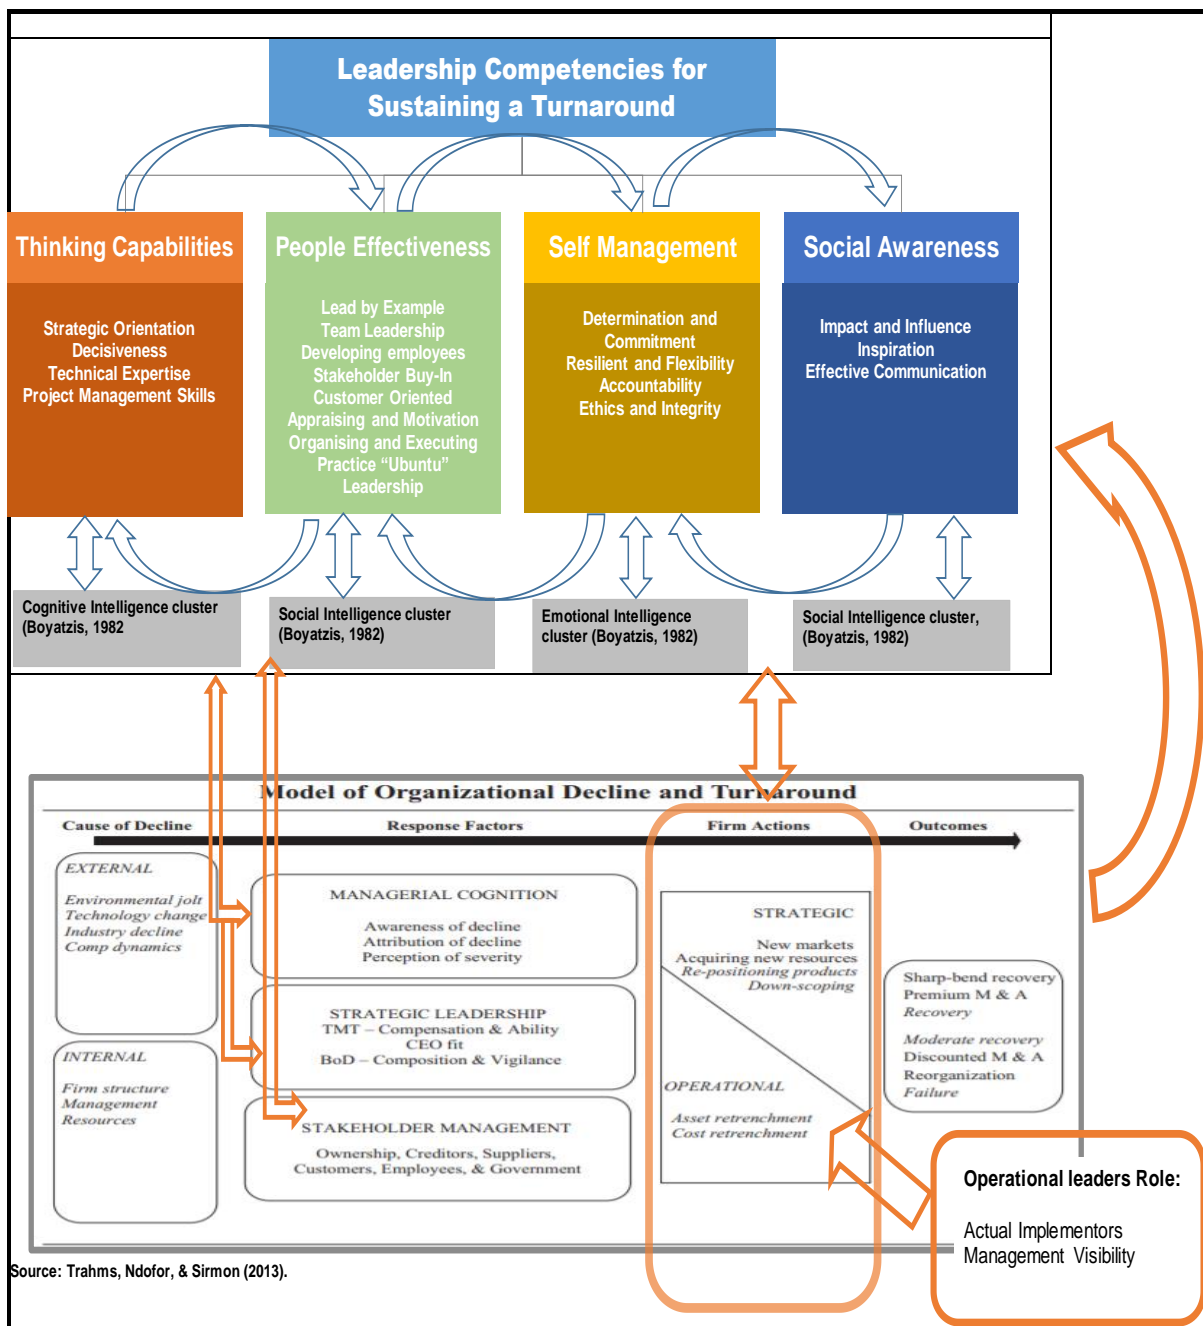 Leadership Competencies for
Sustaining a Turnaround
Thinking Capabilities
Strategic Orientation
Decisiveness
Technical Expertise
Project Management Skills
People Effectiveness
Lead by Example
Team Leadership
Developing employees
Stakeholder Buy-In
Customer Oriented
Appraising and Motivation
Organising and Executing
Practice “Ubuntu”
Leadership
Self Management
Determination and
Commitment
Resilient and Flexibility
Accountability
Ethics and Integrity
Social Awareness
Impact and Influence
Inspiration
Effective Communication
Cognitive Intelligence cluster
(Boyatzis, 1982
Social Intelligence cluster
(Boyatzis, 1982)
Emotional Intelligence
cluster (Boyatzis, 1982)
Social Intelligence cluster,
(Boyatzis, 1982)
Model of Organizational Decline and Turnaround
Cause of Decline
Response Factors
Firm Actions
Outcomes
EXTERNAL
Environmental jolt
Technology change
Industry decline
Comp dynamics
INTERNAL
Firm structure
Management
Resources
MANAGERIAL COGNITION
Awareness of decline
Attribution of decline
Perception of severity
STRATEGIC LEADERSHIP
TMT – Compensation & Ability
CEO fit
BoD – Composition & Vigilance
STAKEHOLDER MANAGEMENT
Ownership, Creditors, Suppliers,
Customers, Employees, & Government
STRATEGIC
New markets
Acquiring new resources
Re-positioning products
Down-scoping
OPERATIONAL
Asset retrenchment
Cost retrenchment
Sharp-bend recovery
Premium M & A
Recovery
Moderate recovery
Discounted M & A
Reorganization
Failure
Operational leaders Role:
Actual Implementors
Management Visibility
Source: Trahms, Ndofor, & Sirmon (2013).